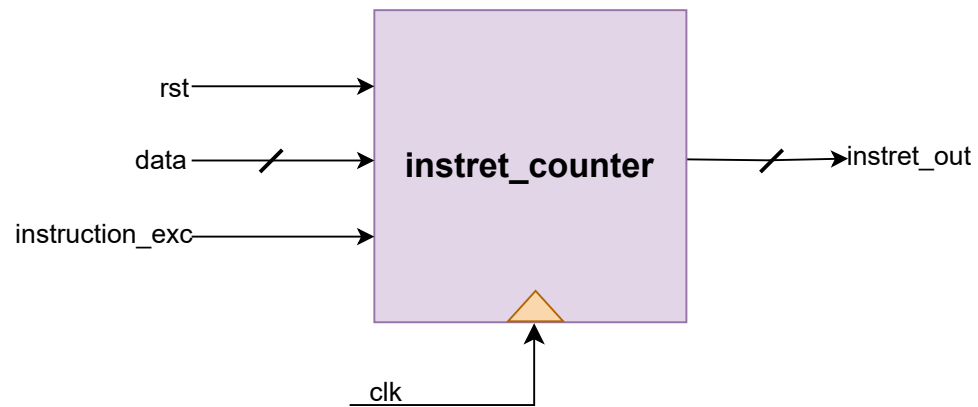 rst
data
instruction_exc
instret_counter
instret_out
clk